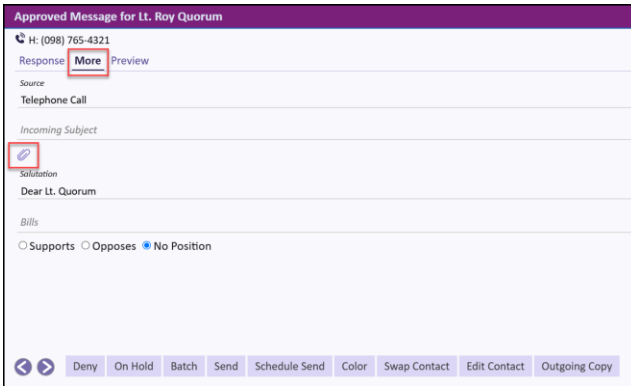 Approved Message for Lt. Roy Quorum
H: (098) 765-4321
Response More Preview
Source
Telephone Call
Incoming Subject
Salutation
Dear Lt. Quorum
Bills
Supports Opposes No Position
Deny On Hold Batch Send Schedule Send Color Swap Contact Edit Contact Outgoing Copy